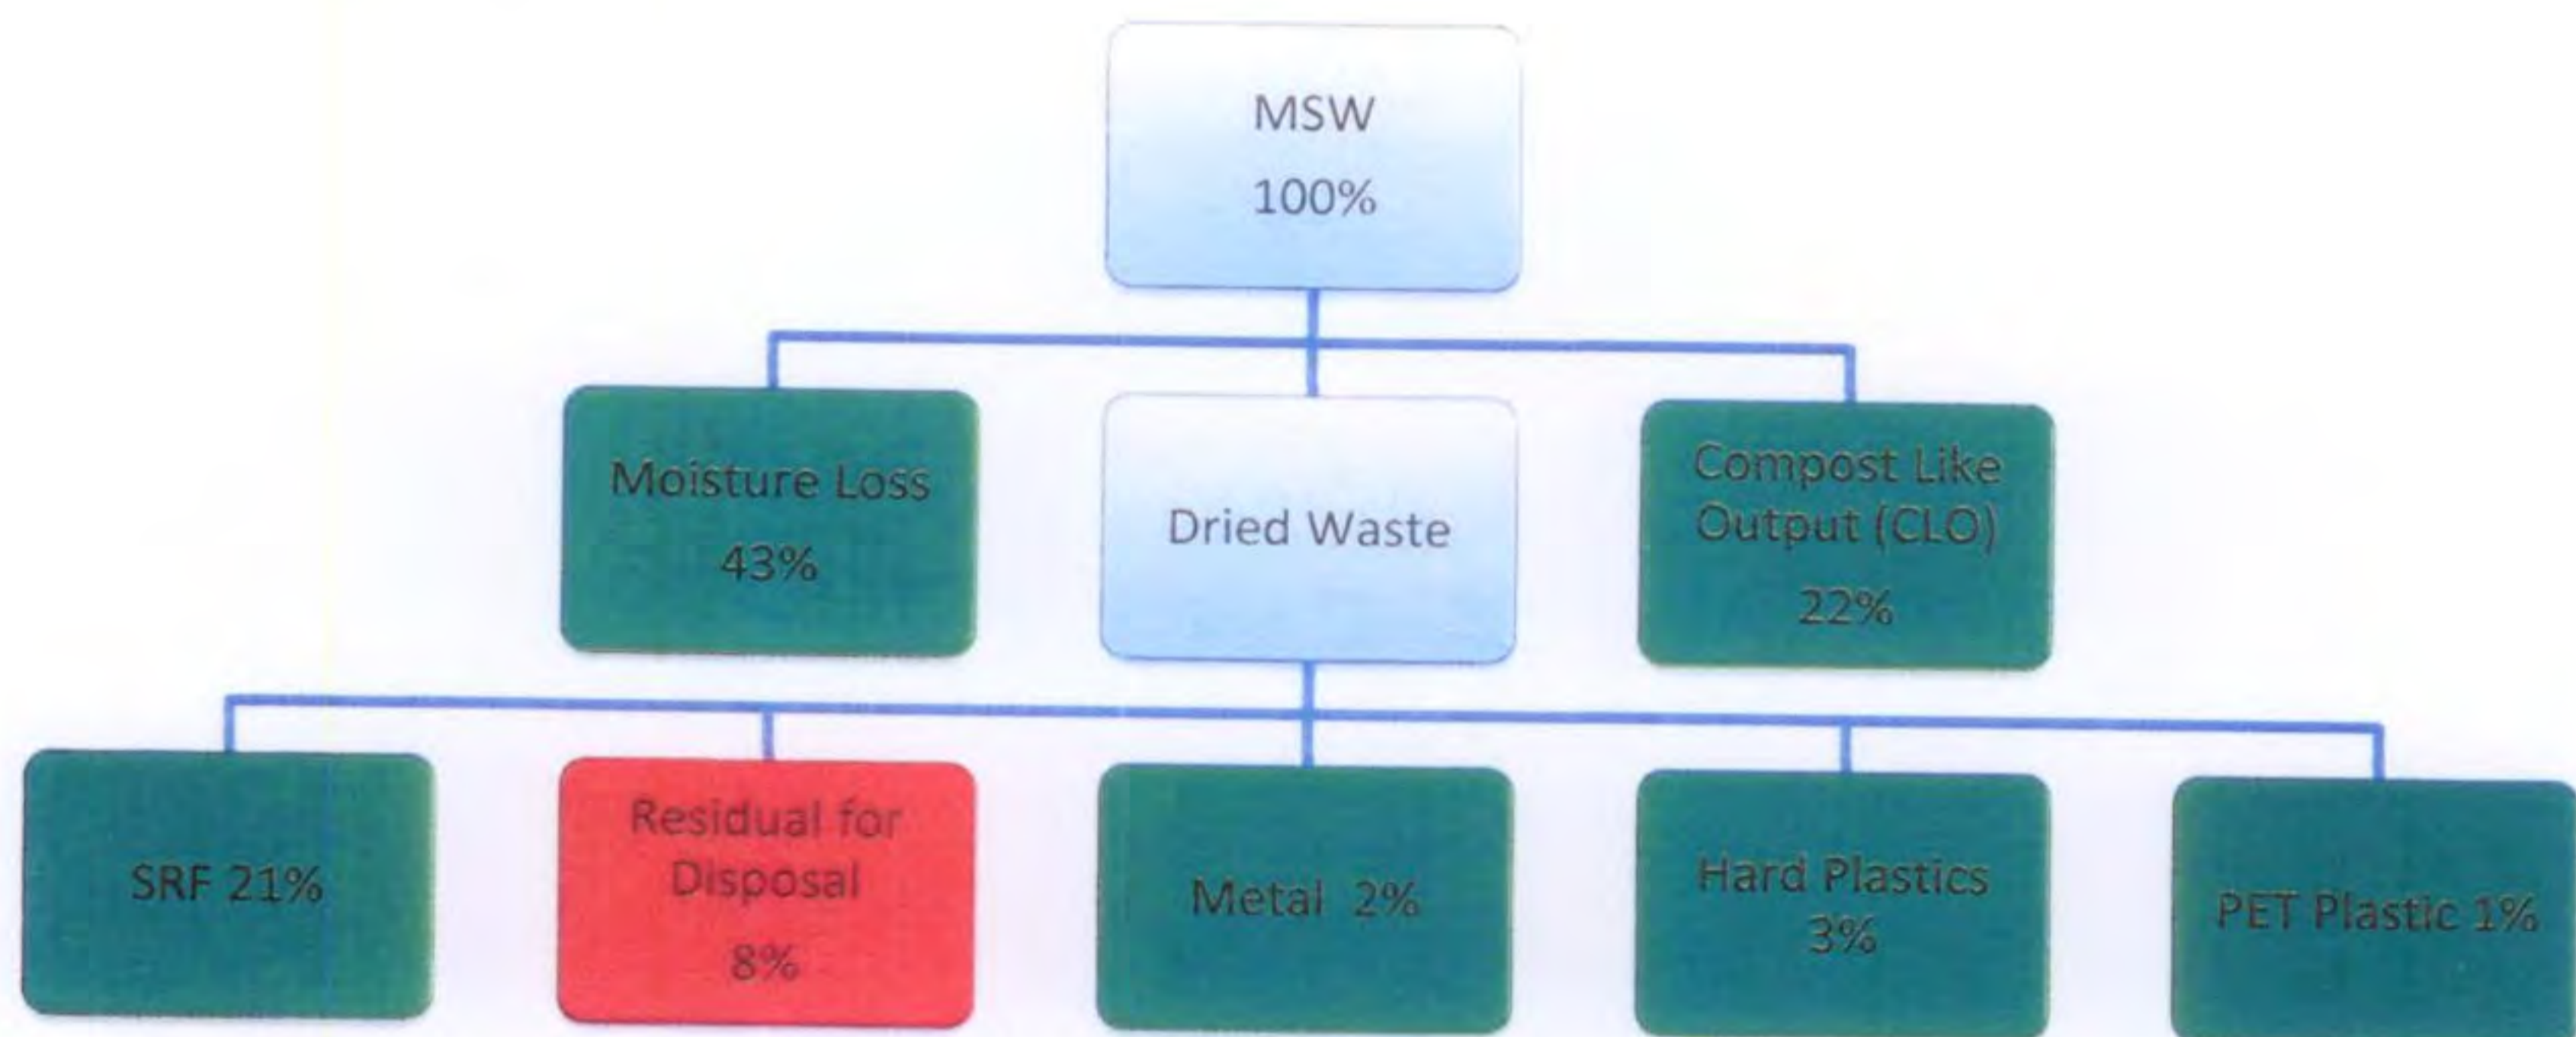 MSW
100%
Moisture Loss
43%
Dried Waste
Compost Like
Output (CLO)
22%
SRF 21%
Residual for
Disposal
8%
Metal 2%
Hard Plastics
3%
PET Plastic 1%